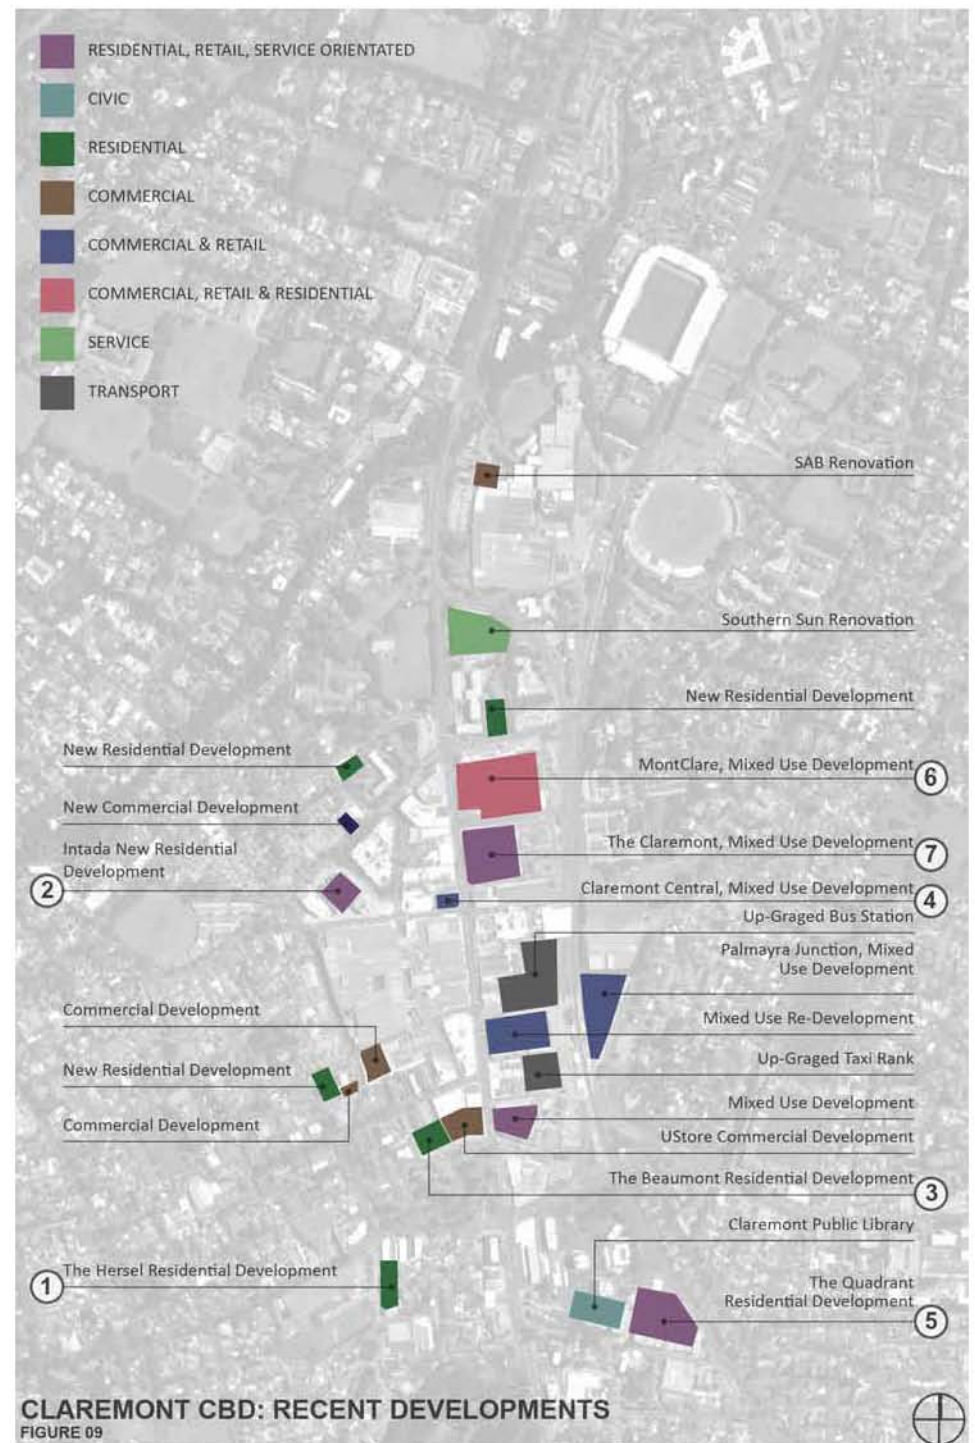 RESIDENTIAL, RETAIL, SERVICE ORIENTATED
CIVIC
RESIDENTIAL
COMMERCIAL
COMMERCIAL & RETAIL
COMMERCIAL, RETAIL & RESIDENTIAL
SERVICE
TRANSPORT
SAB Renovation
Southern Sun Renovation
New Residential Development
MontClare, Mixed Use Development
6
The Claremont, Mixed Use Development
7
Claremont Central, Mixed Use Development
4
Up-Graged Bus Station
Palmayra Junction, Mixed
Use Development
Mixed Use Re-Development
Up-Graged Taxi Rank
Mixed Use Development
UStore Commercial Development
The Beaumont Residential Development
3
Claremont Public Library
The Quadrant
Residential Development
5
New Residential Development
New Commercial Development
Intada New Residential
Development
2
Commercial Development
New Residential Development
Commercial Development
The Hersel Residential Development
1
CLAREMONT CBD: RECENT DEVELOPMENTS
FIGURE 09